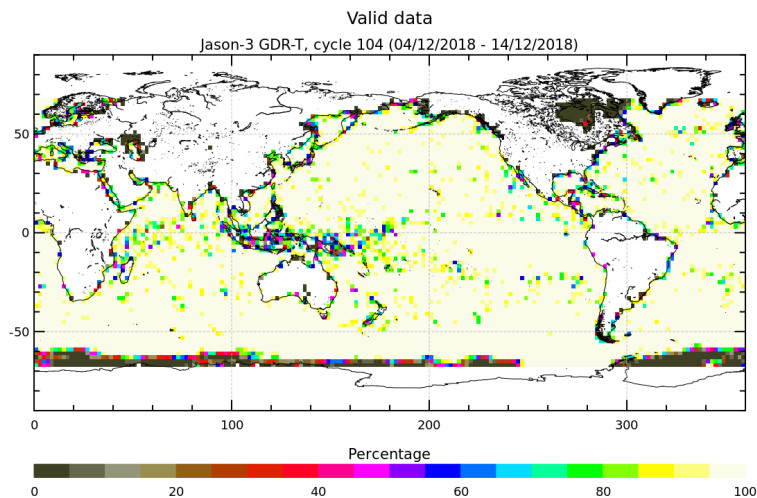 Valid data
Jason-3 GDR-T, cycle 104 (04/12/2018 - 14/12/2018)
50
0
-50
0 100 200 300
Percentage
0 20 40 60 80 100